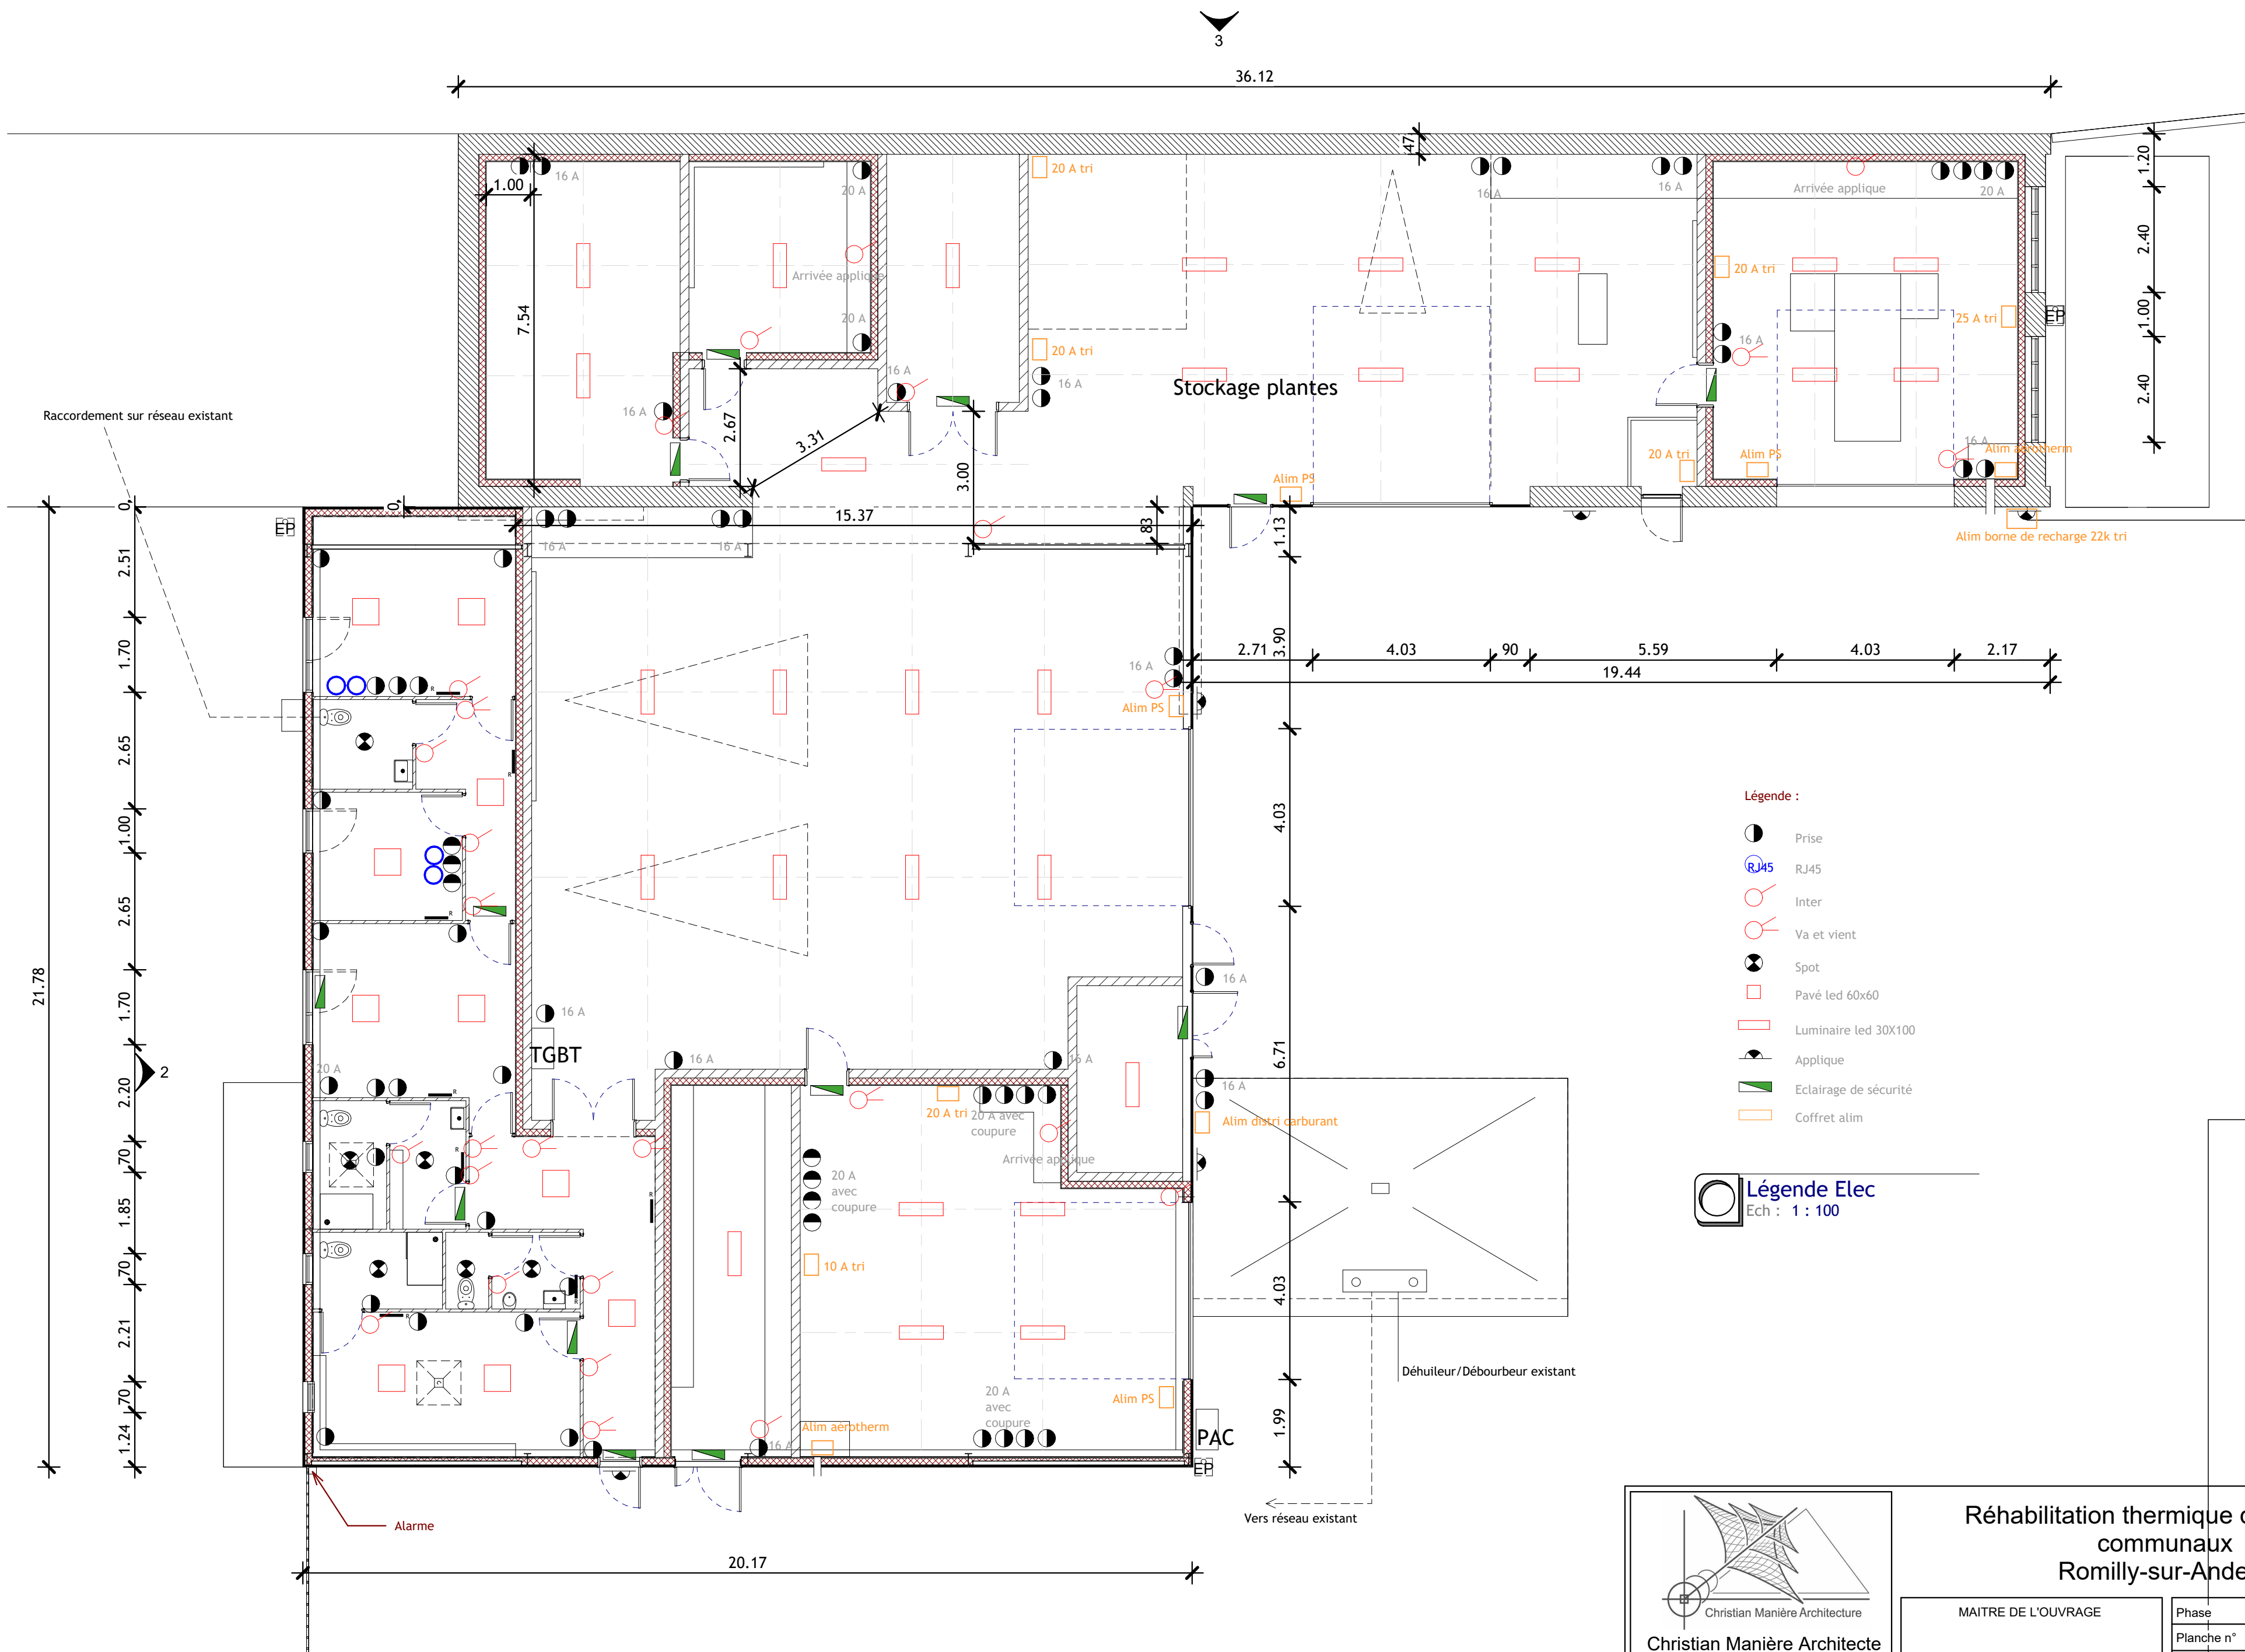 3
36.12
47
1.20
1.00
16 A
20 A
20 A tri
16 A
16 A
Arrivée applique
20 A
2.40
7.54
Arrivée applique
20 A tri
20 A
25 A tri
1.00
EP
16 A
20 A tri
16 A
16 A
Stockage plantes
2.40
Raccordement sur réseau existant
16 A
2.67
3.31
3.00
20 A tri
Alim PS
16 A
Alim aérotherm
Alim PS
0,
0,
EP
15.37
83
1.13
16 A
16 A
Alim borne de recharge 22k tri
2.51
1.70
3.90
2.71
4.03
90
5.59
4.03
2.17
19.44
16 A
Alim PS
R
2.65
R
Légende :
Prise
RJ45
RJ45
Inter
Va et vient
Spot
Pavé led 60x60
Luminaire led 30X100
Applique
Eclairage de sécurité
Coffret alim
1.00
4.03
2.65
R
21.78
1.70
16 A
16 A
TGBT
16 A
16 A
6.71
2
20 A
2.20
R
16 A
20 A tri
20 A avec
coupure
Alim distri carburant
70
R
Arrivée applique
20 A
avec
coupure
Légende Elec
Ech : 1 : 100
1.85
R
70
10 A tri
R
4.03
2.21
R
Déhuileur/Débourbeur existant
70
20 A
avec
coupure
Alim PS
1.24
Alim aérotherm
16 A
1.99
PAC
EP
Alarme
Vers réseau existant
20.17
Réhabilitation thermique
communaux
Romilly-sur-Ande
Christian Manière Architecture
Christian Manière Architecte
MAITRE DE L'OUVRAGE
Phase
Planche n°